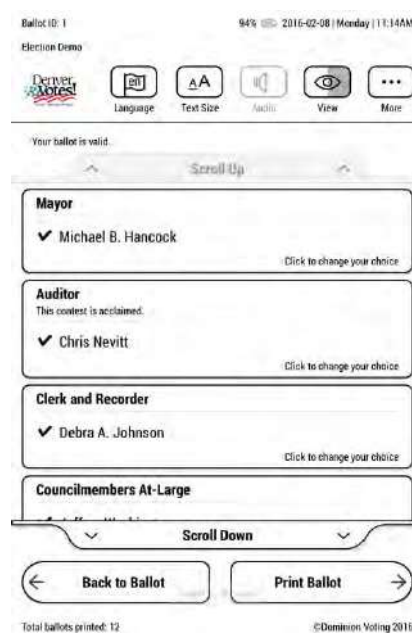 Ballot ID: 1 94% 2016-02-08 | Monday | 11:14AM
Election Demo
Denver Votes!
en AA
Language Text Size Audio View More
Your ballot is valid.
Scroll Up
Mayor
✔ Michael B. Hancock
Click to change your choice
Auditor
This contest is acclaimed.
✔ Chris Nevitt
Click to change your choice
Clerk and Recorder
✔ Debra A. Johnson
Click to change your choice
Councilmembers At-Large
Scroll Down
← Back to Ballot Print Ballot →
Total ballots printed: 12 ©Dominion Voting 2016